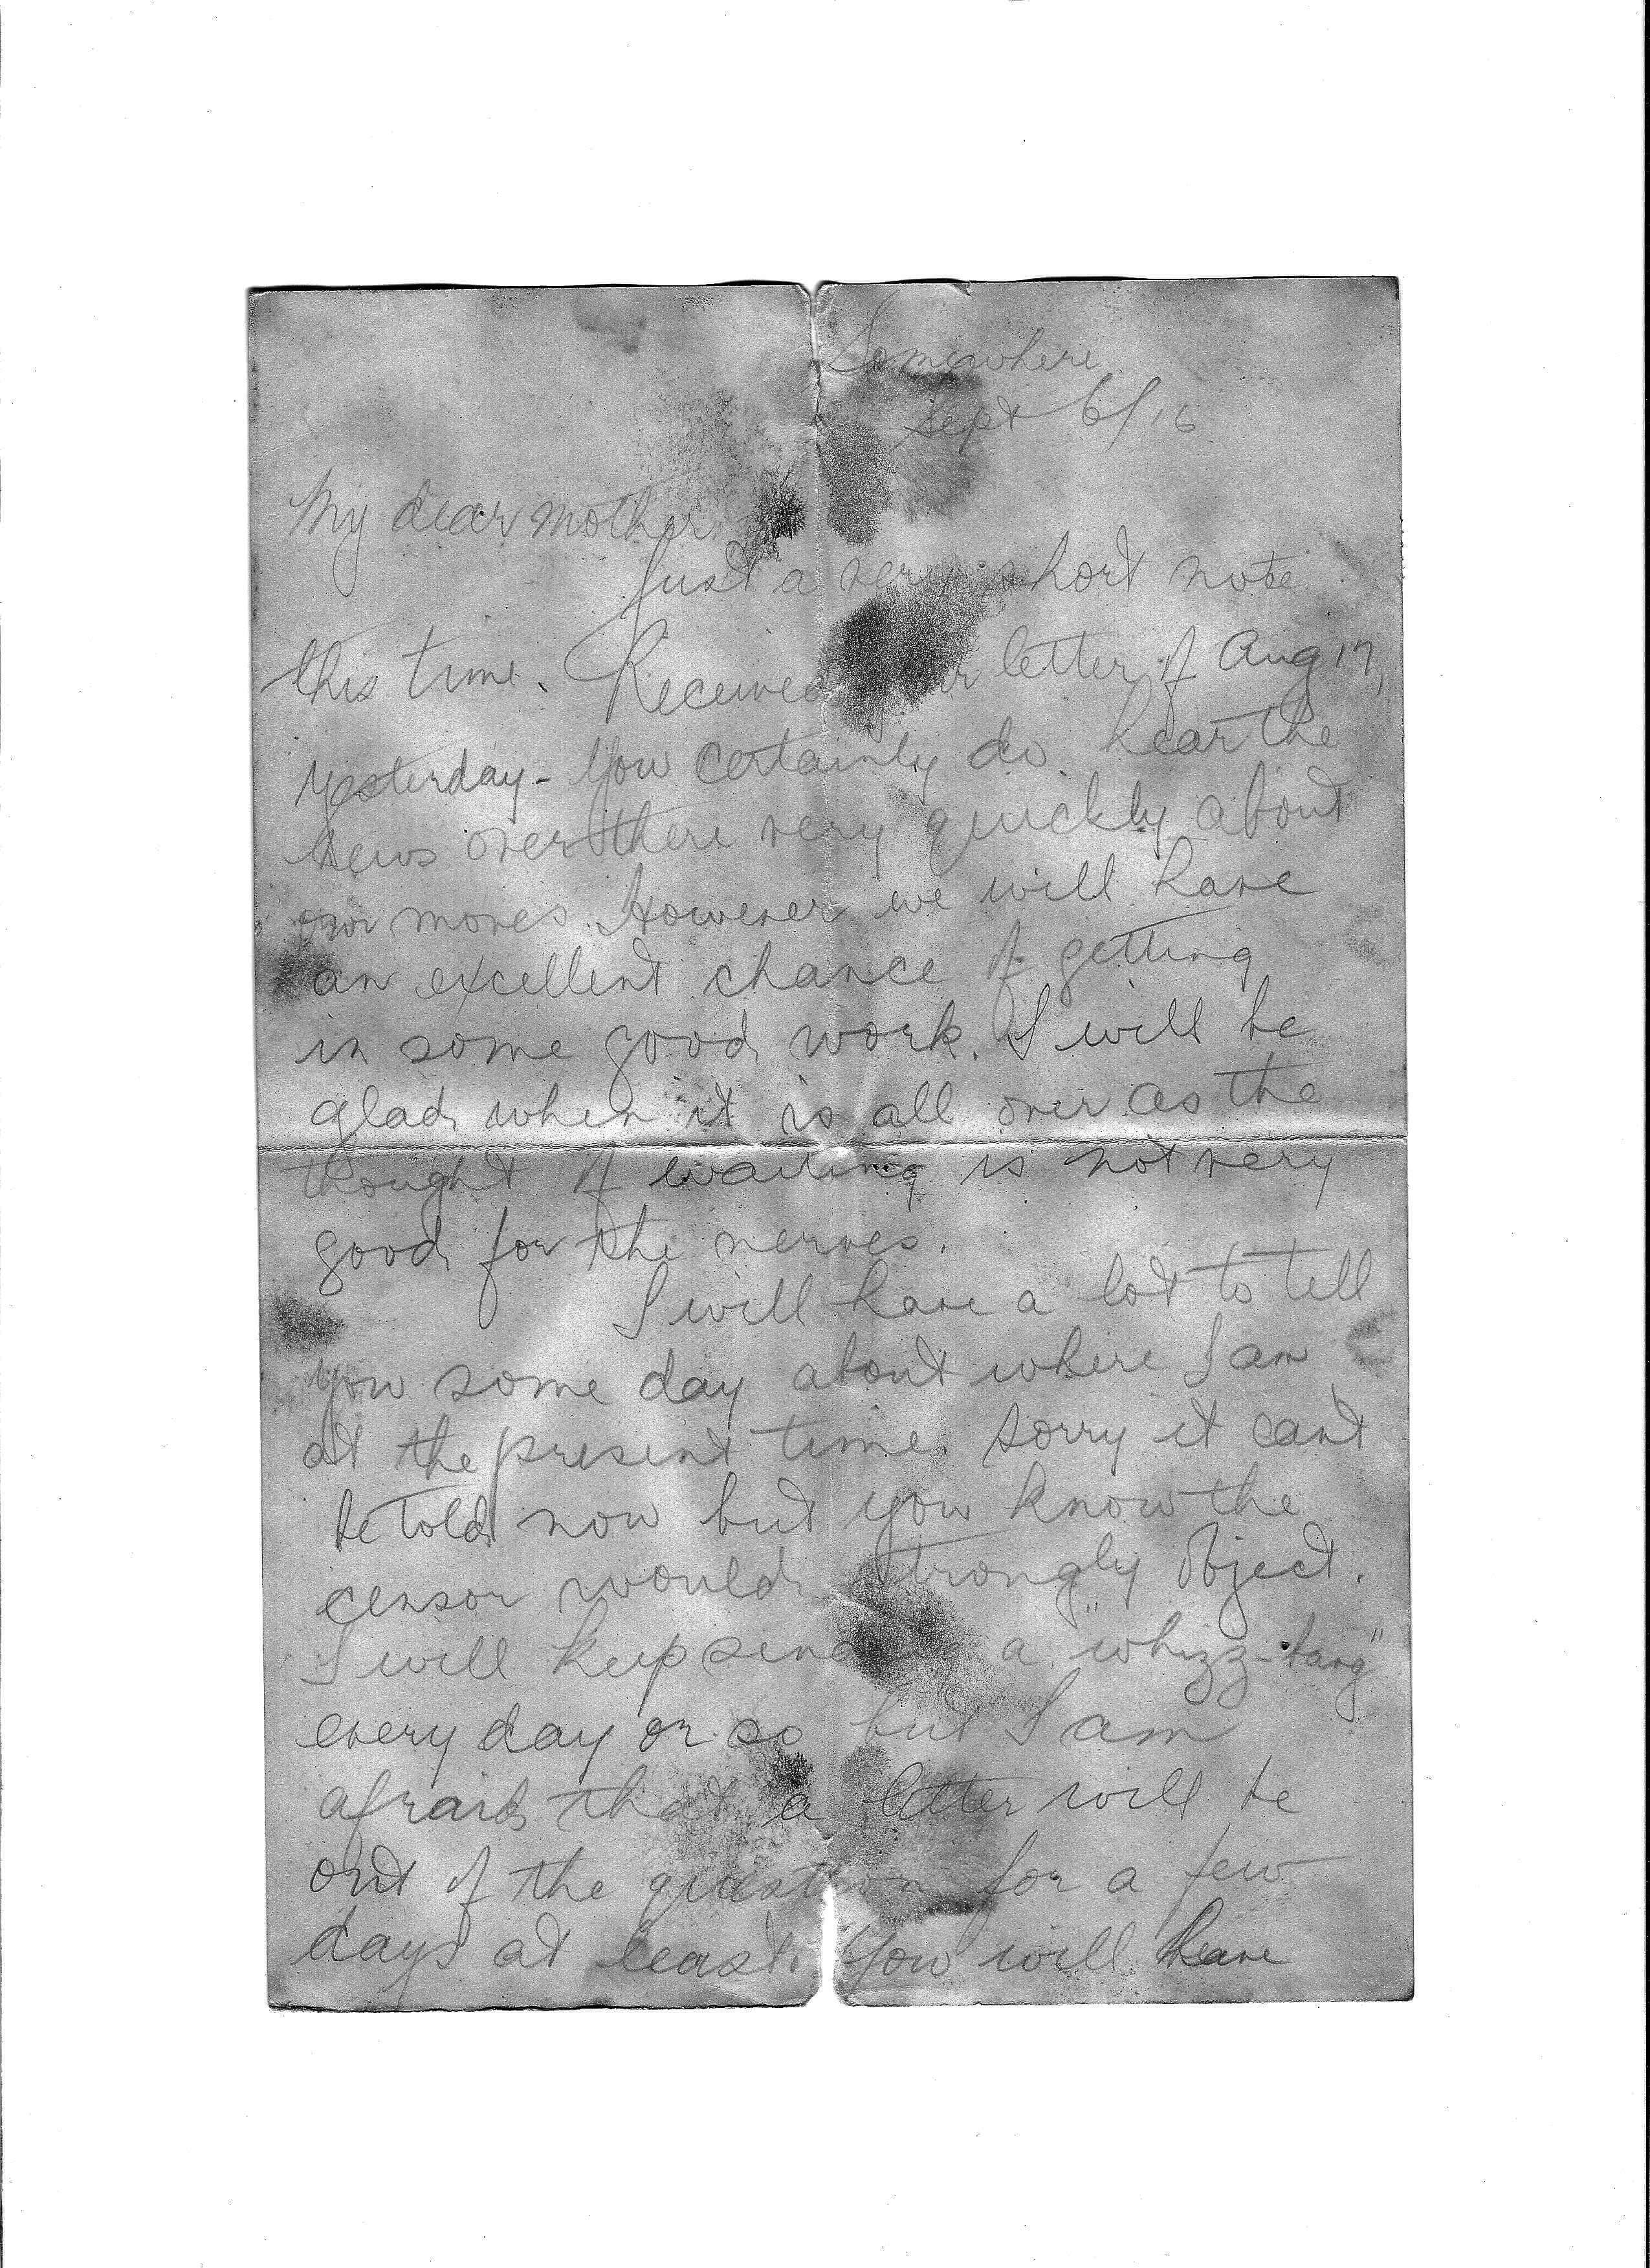 Somewhere
Sept 6/16
My dear mother
Just a very short note
this time. Received your letter of Aug 17,
yesterday - You certainly do hear the
news over there very quickly about
our moves. However we will have
an excellent chance of getting
in some good work. I will be
glad when it is all over as the
thought of waiting is not very
good for the nerves.
I will have a lot to tell
you some day about where I am
at the present time. Sorry it cant
be told now but you know the
censor would strongly object.
I will keep sending a "whizz-bang"
every day or so but I am
afraid that a letter will be
out of the question for a few
days at least. You will have